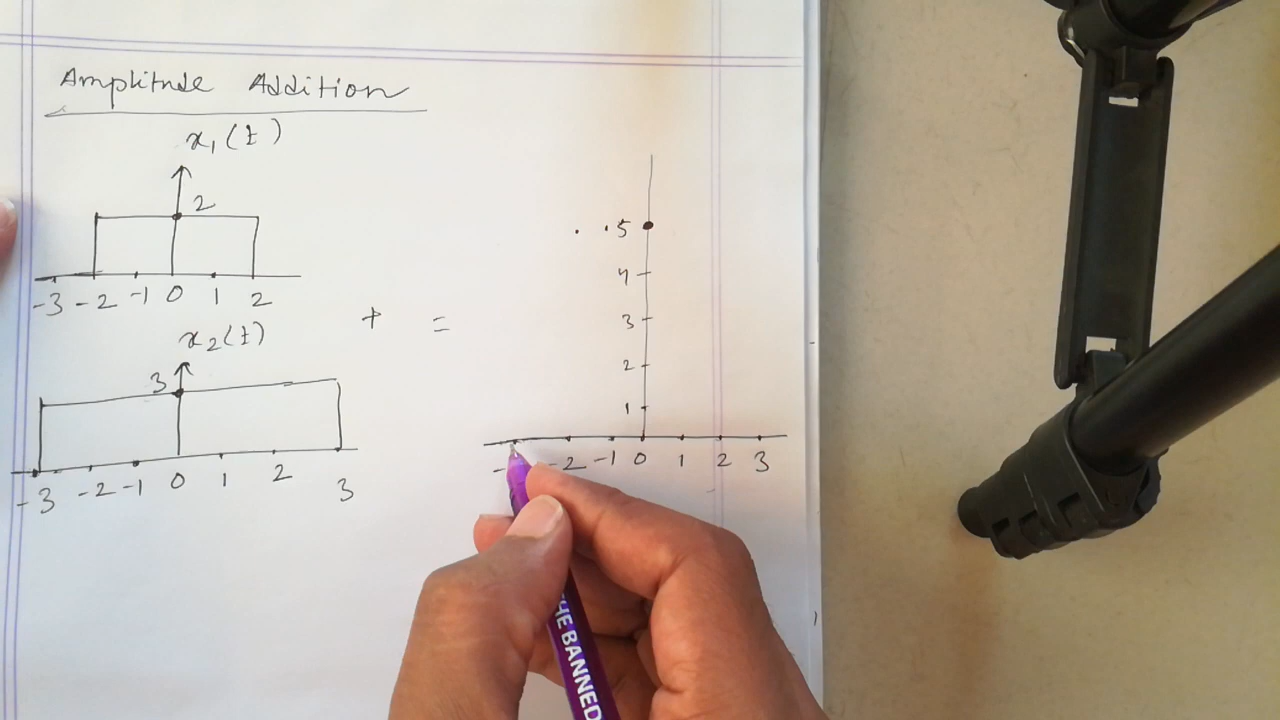 Amplitude Addition
x₁(t)
2
-3 -2 -1 0 1 2
x₂(t)
3
-3 -2 -1 0 1 2 3
+ =
5
4
3
2
1
-2 -1 0 1 2 3
HE BANNED